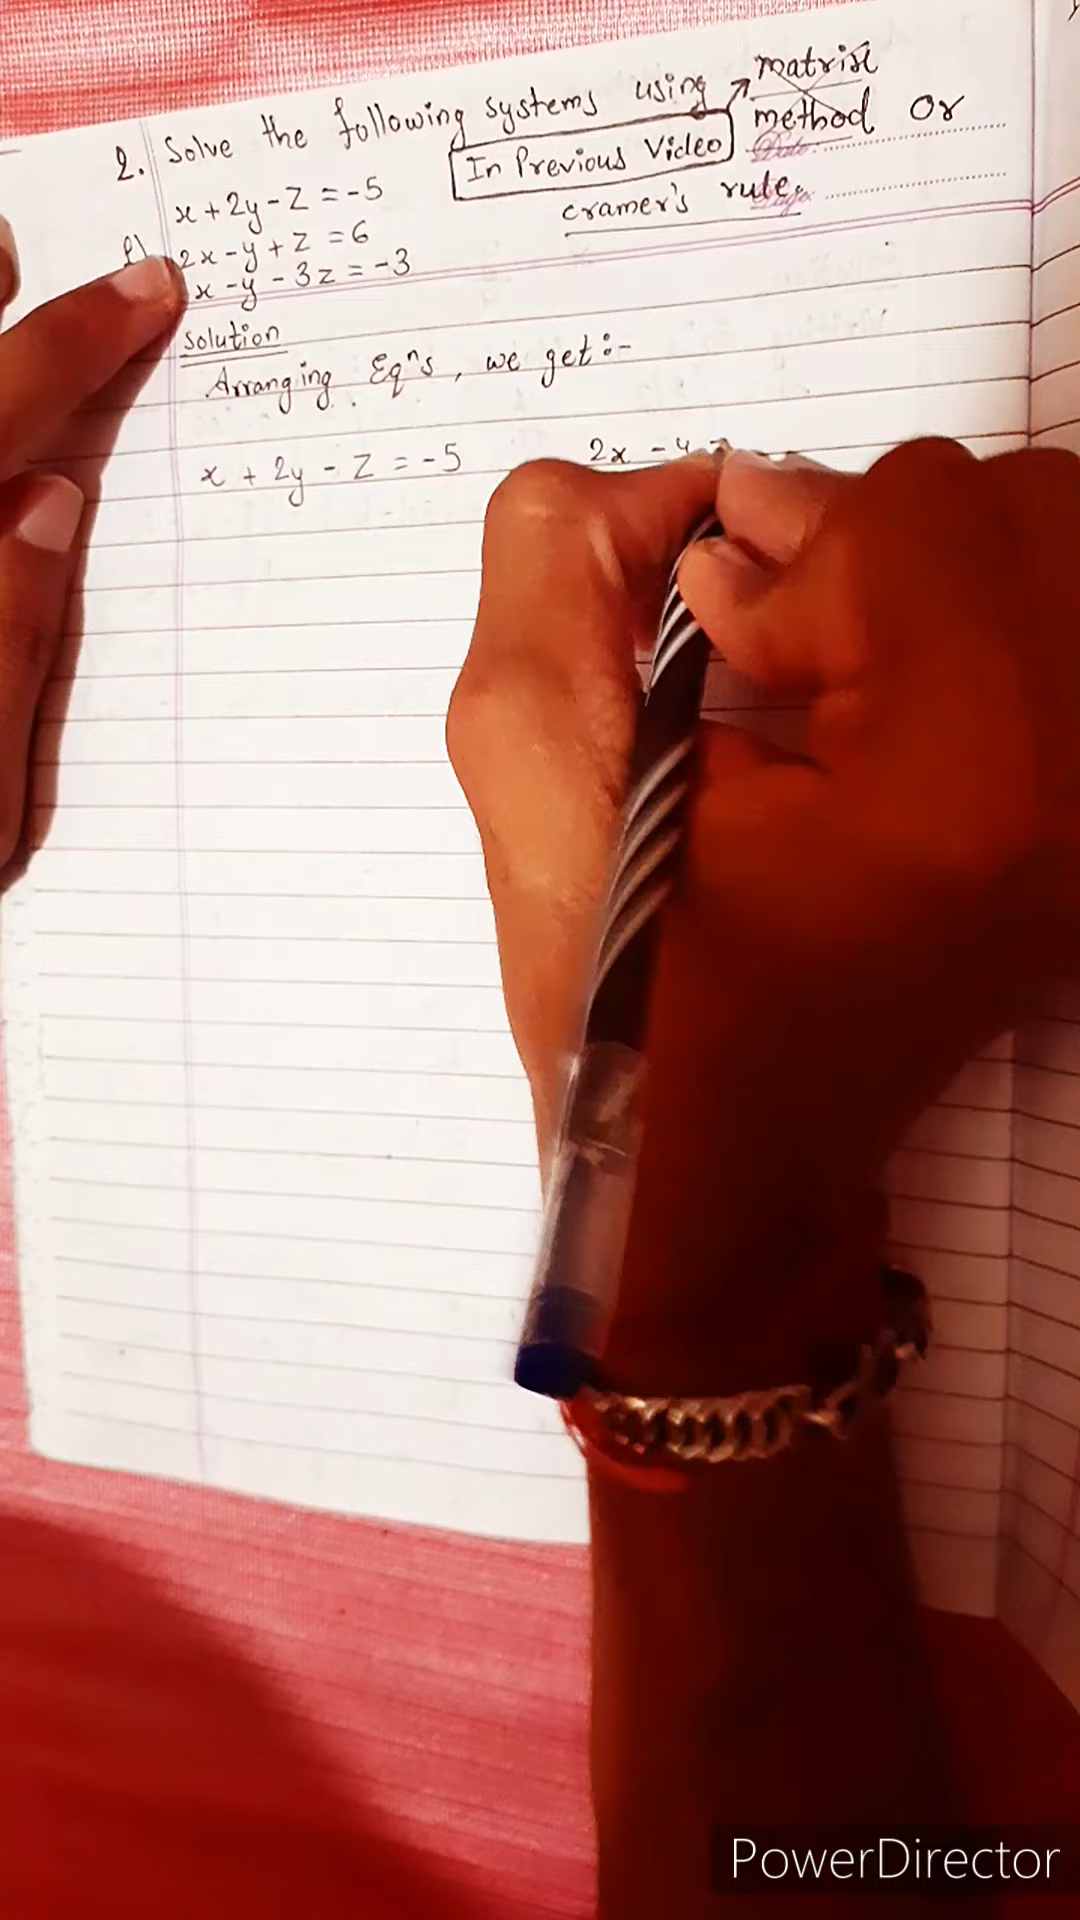 2. Solve the following systems using ↗ matrix
method or
In Previous Video
cramer's rule.
x + 2y - z = -5
2x - y + z = 6
x - y - 3z = -3
Solution
Arranging Eqⁿs, we get :-
x + 2y - z = -5
2x - y
PowerDirector